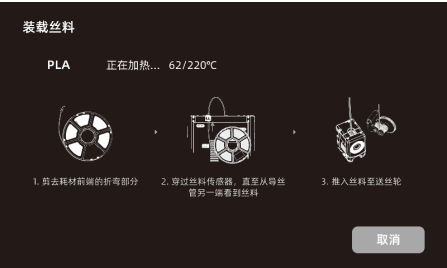 装载丝料
PLA 正在加热... 62/220℃
1. 剪去耗材前端的折弯部分
2. 穿过丝料传感器，直至从导丝
管另一端看到丝料
3. 推入丝料至送丝轮
取消